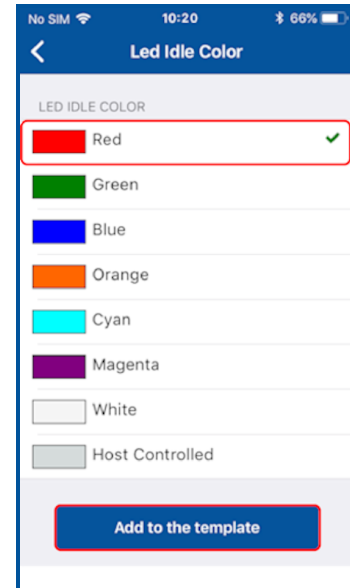 No SIM 10:20 66%
Led Idle Color
LED IDLE COLOR
Red
Green
Blue
Orange
Cyan
Magenta
White
Host Controlled
Add to the template